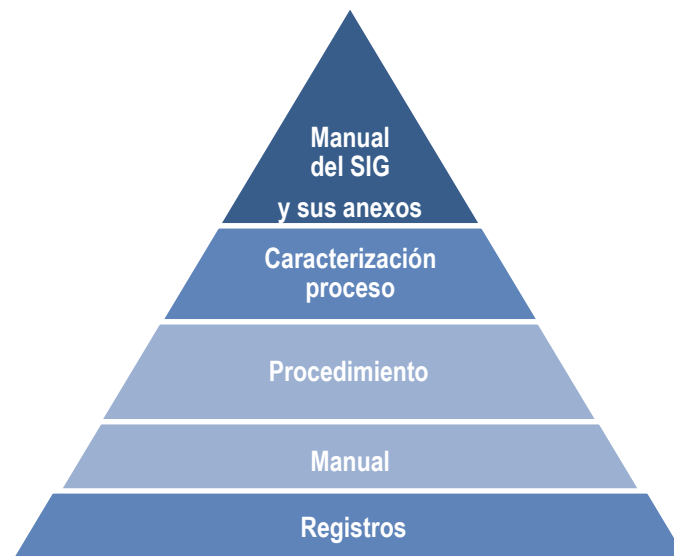 Manual
del SIG
y sus anexos
Caracterización
proceso
Procedimiento
Manual
Registros